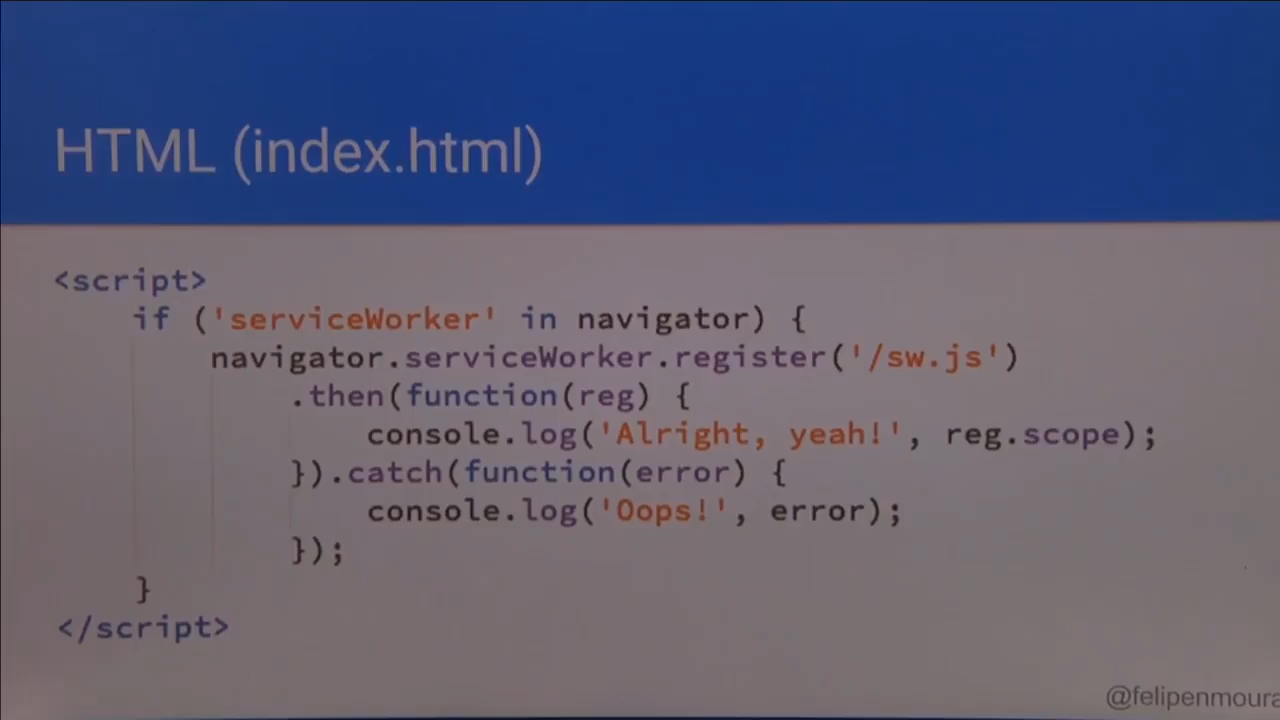 HTML (index.html)
<script>
if ('serviceWorker' in navigator) {
navigator.serviceWorker.register('/sw.js')
.then(function(reg) {
console.log('Alright, yeah!', reg.scope);
}).catch(function(error) {
console.log('Oops!', error);
});
}
</script>
@felipenmoura